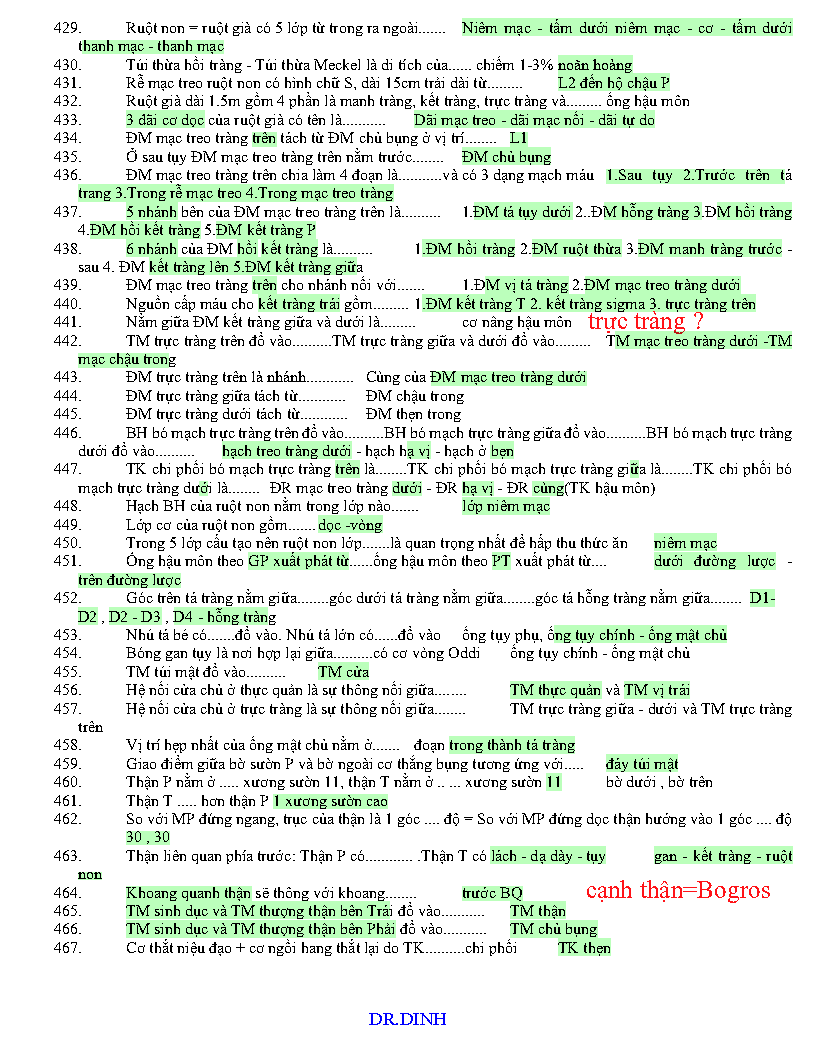 429. Ruột non = ruột già có 5 lớp từ trong ra ngoài....... Niêm mạc - tấm dưới niêm mạc - cơ - tấm dưới
thanh mạc - thanh mạc
430. Túi thừa hồi tràng - Túi thừa Meckel là di tích của...... chiếm 1-3% noãn hoàng
431. Rễ mạc treo ruột non có hình chữ S, dài 15cm trải dài từ......... L2 đến hộ chậu P
432. Ruột già dài 1.5m gồm 4 phần là manh tràng, kết tràng, trực tràng và......... ống hậu môn
433. 3 dãi cơ dọc của ruột già có tên là........... Dãi mạc treo - dãi mạc nối - dãi tự do
434. ĐM mạc treo tràng trên tách từ ĐM chủ bụng ở vị trí........ L1
435. Ở sau tụy ĐM mạc treo tràng trên nằm trước........ ĐM chủ bụng
436. ĐM mạc treo tràng trên chia làm 4 đoạn là...........và có 3 dạng mạch máu 1.Sau tụy 2.Trước trên tá
trang 3.Trong rễ mạc treo 4.Trong mạc treo tràng
437. 5 nhánh bên của ĐM mạc treo tràng trên là.......... 1.ĐM tá tụy dưới 2..ĐM hỗng tràng 3.ĐM hồi tràng
4.ĐM hồi kết tràng 5.ĐM kết tràng P
438. 6 nhánh của ĐM hồi kết tràng là.......... 1.ĐM hồi tràng 2.ĐM ruột thừa 3.ĐM manh tràng trước -
sau 4. ĐM kết tràng lên 5.ĐM kết tràng giữa
439. ĐM mạc treo tràng trên cho nhánh nối với....... 1.ĐM vị tá tràng 2.ĐM mạc treo tràng dưới
440. Nguồn cấp máu cho kết tràng trái gồm......... 1.ĐM kết tràng T 2. kết tràng sigma 3. trực tràng trên
441. Nằm giữa ĐM kết tràng giữa và dưới là......... cơ nâng hậu môn trực tràng ?
442. TM trực tràng trên đổ vào..........TM trực tràng giữa và dưới đổ vào......... TM mạc treo tràng dưới -TM
mạc chậu trong
443. ĐM trực tràng trên là nhánh............ Cùng của ĐM mạc treo tràng dưới
444. ĐM trực tràng giữa tách từ............ ĐM chậu trong
445. ĐM trực tràng dưới tách từ............ ĐM thẹn trong
446. BH bó mạch trực tràng trên đổ vào..........BH bó mạch trực tràng giữa đổ vào..........BH bó mạch trực tràng
dưới đổ vào.......... hạch treo tràng dưới - hạch hạ vị - hạch ở bẹn
447. TK chi phối bó mạch trực tràng trên là........TK chi phối bó mạch trực tràng giữa là........TK chi phối bó
mạch trực tràng dưới là........ ĐR mạc treo tràng dưới - ĐR hạ vị - ĐR cùng(TK hậu môn)
448. Hạch BH của ruột non nằm trong lớp nào....... lớp niêm mạc
449. Lớp cơ của ruột non gồm....... dọc -vòng
450. Trong 5 lớp cấu tạo nên ruột non lớp.......là quan trọng nhất để hấp thu thức ăn niêm mạc
451. Ống hậu môn theo GP xuất phát từ......ống hậu môn theo PT xuất phát từ.... dưới đường lược -
trên đường lược
452. Góc trên tá tràng nằm giữa........góc dưới tá tràng nằm giữa........góc tá hỗng tràng nằm giữa........ D1-
D2 , D2 - D3 , D4 - hỗng tràng
453. Nhú tá bé có.......đổ vào. Nhú tá lớn có......đổ vào ống tụy phụ, ống tụy chính - ống mật chủ
454. Bóng gan tụy là nơi hợp lại giữa..........có cơ vòng Oddi ống tụy chính - ống mật chủ
455. TM túi mật đổ vào.......... TM cửa
456. Hệ nối cửa chủ ở thực quản là sự thông nối giữa........ TM thực quản và TM vị trái
457. Hệ nối cửa chủ ở trực tràng là sự thông nối giữa........ TM trực tràng giữa - dưới và TM trực tràng
trên
458. Vị trí hẹp nhất của ống mật chủ nằm ở....... đoạn trong thành tá tràng
459. Giao điểm giữa bờ sườn P và bờ ngoài cơ thẳng bụng tương ứng với..... đáy túi mật
460. Thận P nằm ở ..... xương sườn 11, thận T nằm ở .. ... xương sườn 11 bờ dưới , bờ trên
461. Thận T ..... hơn thận P 1 xương sườn cao
462. So với MP đứng ngang, trục của thận là 1 góc .... độ = So với MP đứng dọc thận hướng vào 1 góc .... độ
30 , 30
463. Thận liên quan phía trước: Thận P có............ .Thận T có lách - dạ dày - tụy gan - kết tràng - ruột
non
464. Khoang quanh thận sẽ thông với khoang........ trước BQ cạnh thận=Bogros
465. TM sinh dục và TM thượng thận bên Trái đổ vào........... TM thận
466. TM sinh dục và TM thượng thận bên Phải đổ vào........... TM chủ bụng
467. Cơ thắt niệu đạo + cơ ngồi hang thắt lại do TK..........chi phối TK thẹn
DR.DINH